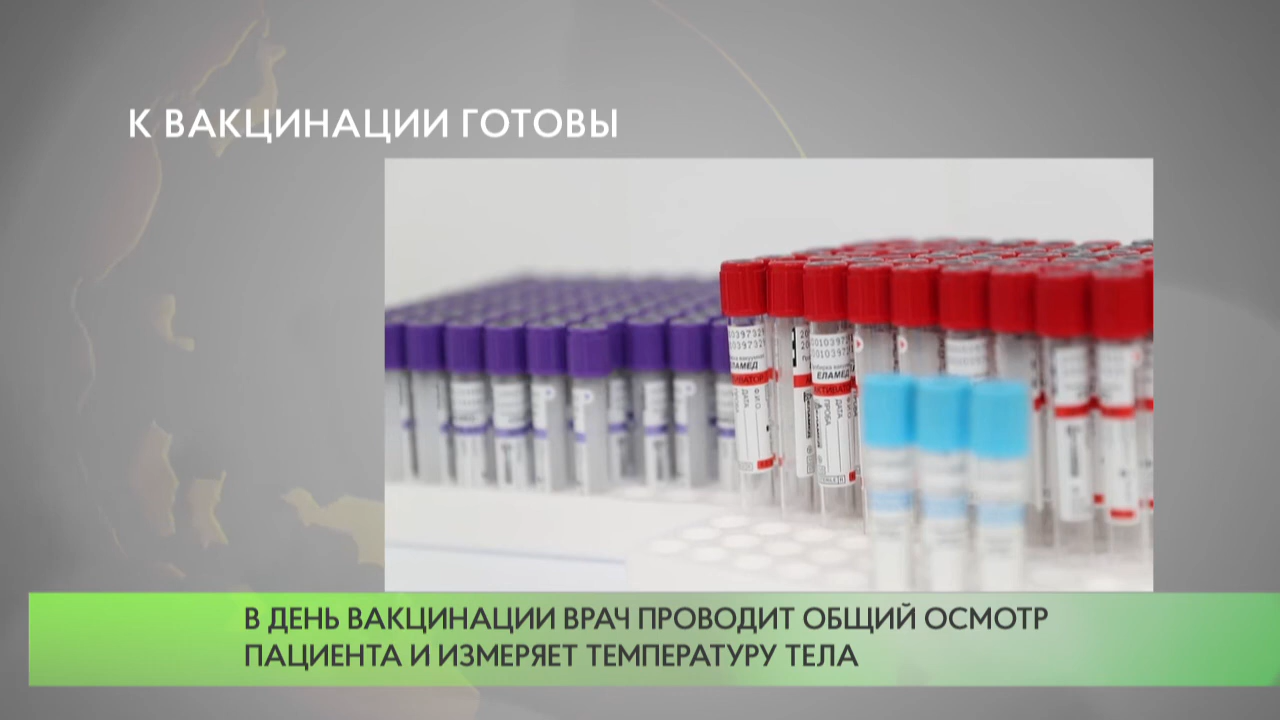 К ВАКЦИНАЦИИ ГОТОВЫ
ЕЛАМЕД
В ДЕНЬ ВАКЦИНАЦИИ ВРАЧ ПРОВОДИТ ОБЩИЙ ОСМОТР
ПАЦИЕНТА И ИЗМЕРЯЕТ ТЕМПЕРАТУРУ ТЕЛА